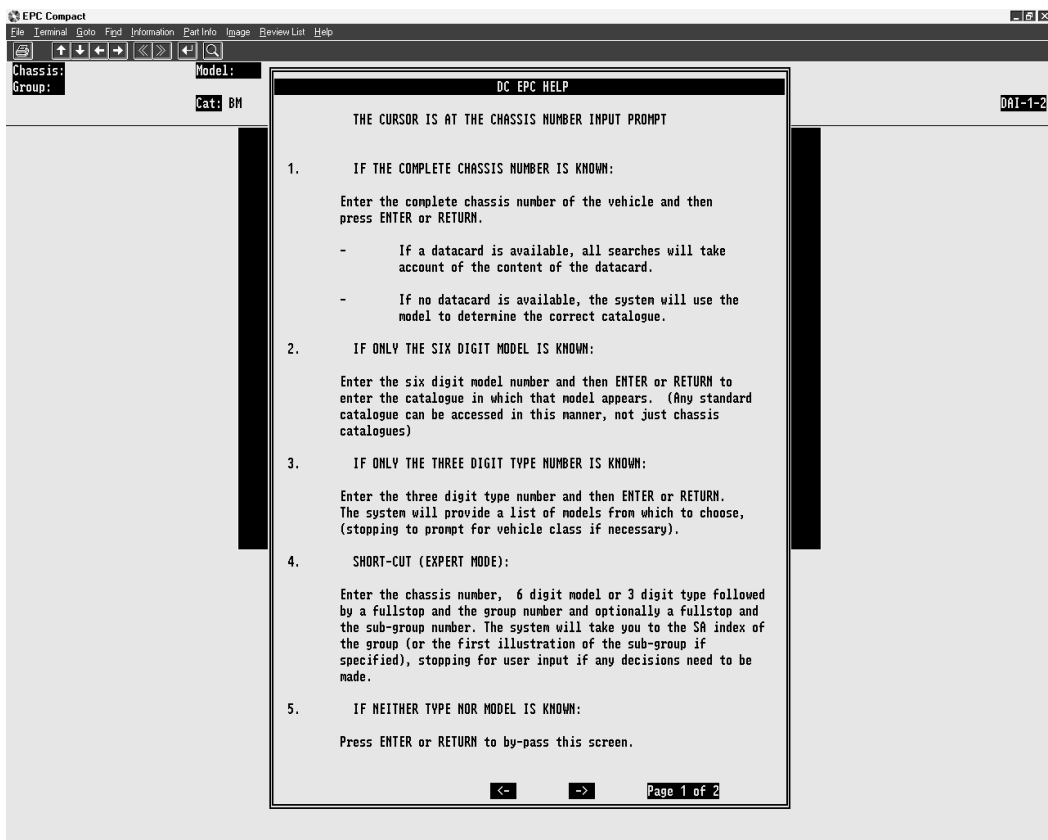 EPC Compact
File Terminal Goto Find Information Part Info Image Review List Help
Chassis: Model:
Group:
Cat: BM DAI-1-2
DC EPC HELP
THE CURSOR IS AT THE CHASSIS NUMBER INPUT PROMPT
1. IF THE COMPLETE CHASSIS NUMBER IS KNOWN:
Enter the complete chassis number of the vehicle and then
press ENTER or RETURN.
- If a datacard is available, all searches will take
account of the content of the datacard.
- If no datacard is available, the system will use the
model to determine the correct catalogue.
2. IF ONLY THE SIX DIGIT MODEL IS KNOWN:
Enter the six digit model number and then ENTER or RETURN to
enter the catalogue in which that model appears. (Any standard
catalogue can be accessed in this manner, not just chassis
catalogues)
3. IF ONLY THE THREE DIGIT TYPE NUMBER IS KNOWN:
Enter the three digit type number and then ENTER or RETURN.
The system will provide a list of models from which to choose,
(stopping to prompt for vehicle class if necessary).
4. SHORT-CUT (EXPERT MODE):
Enter the chassis number, 6 digit model or 3 digit type followed
by a fullstop and the group number and optionally a fullstop and
the sub-group number. The system will take you to the SA index of
the group (or the first illustration of the sub-group if
specified), stopping for user input if any decisions need to be
made.
5. IF NEITHER TYPE NOR MODEL IS KNOWN:
Press ENTER or RETURN to by-pass this screen.
<- -> Page 1 of 2